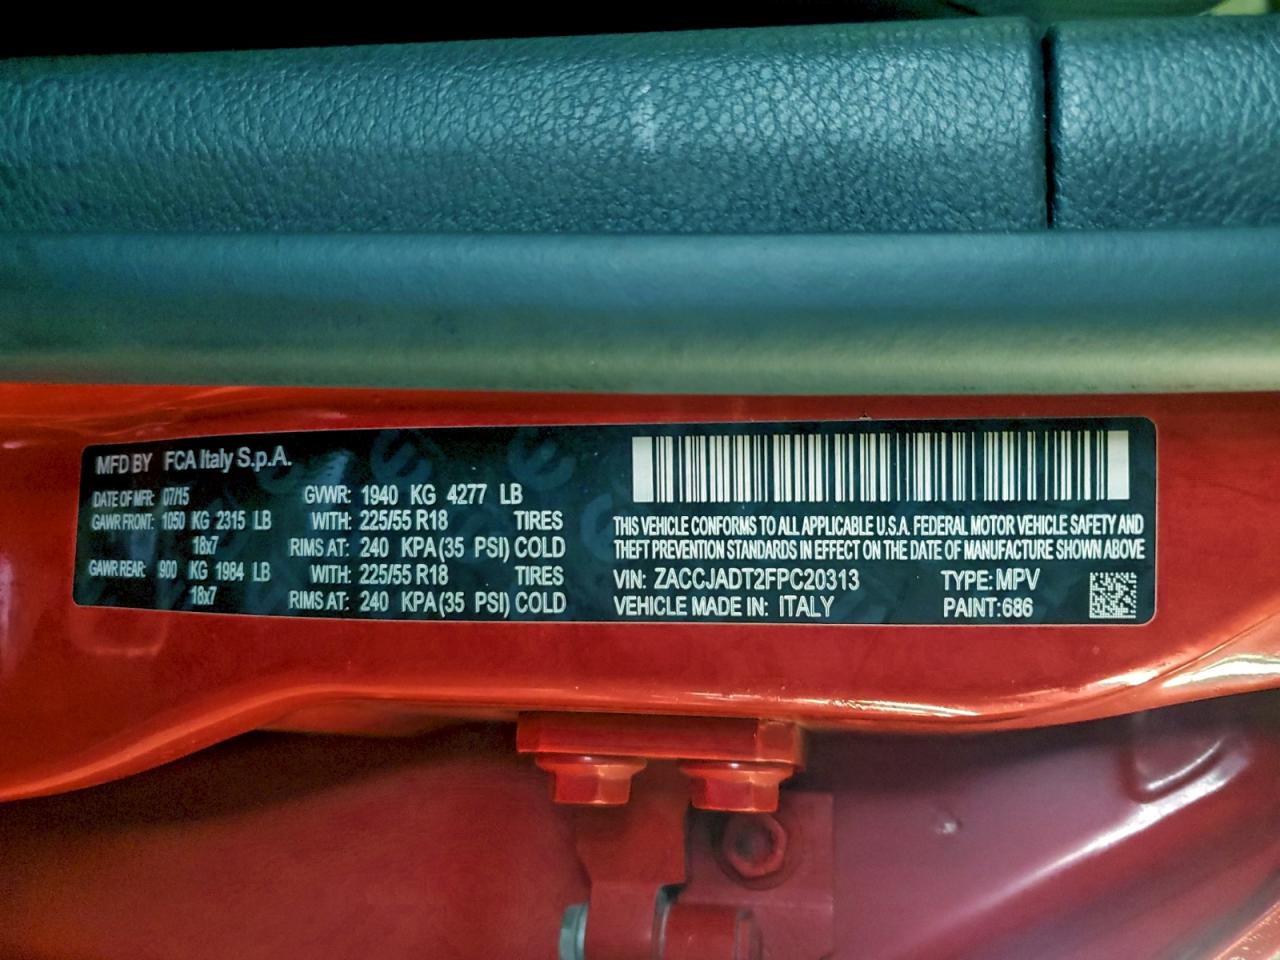 MFD BY FCA Italy S.p.A.
DATE OF MFR: 07/15 GVWR: 1940 KG 4277 LB
GAWR FRONT: 1050 KG 2315 LB WITH: 225/55 R18 TIRES
18x7 RIMS AT: 240 KPA(35 PSI) COLD
GAWR REAR: 900 KG 1984 LB WITH: 225/55 R18 TIRES
18x7 RIMS AT: 240 KPA(35 PSI) COLD
THIS VEHICLE CONFORMS TO ALL APPLICABLE U.S.A. FEDERAL MOTOR VEHICLE SAFETY AND
THEFT PREVENTION STANDARDS IN EFFECT ON THE DATE OF MANUFACTURE SHOWN ABOVE
VIN: ZACCJADT2FPC20313 TYPE: MPV
VEHICLE MADE IN: ITALY PAINT:686